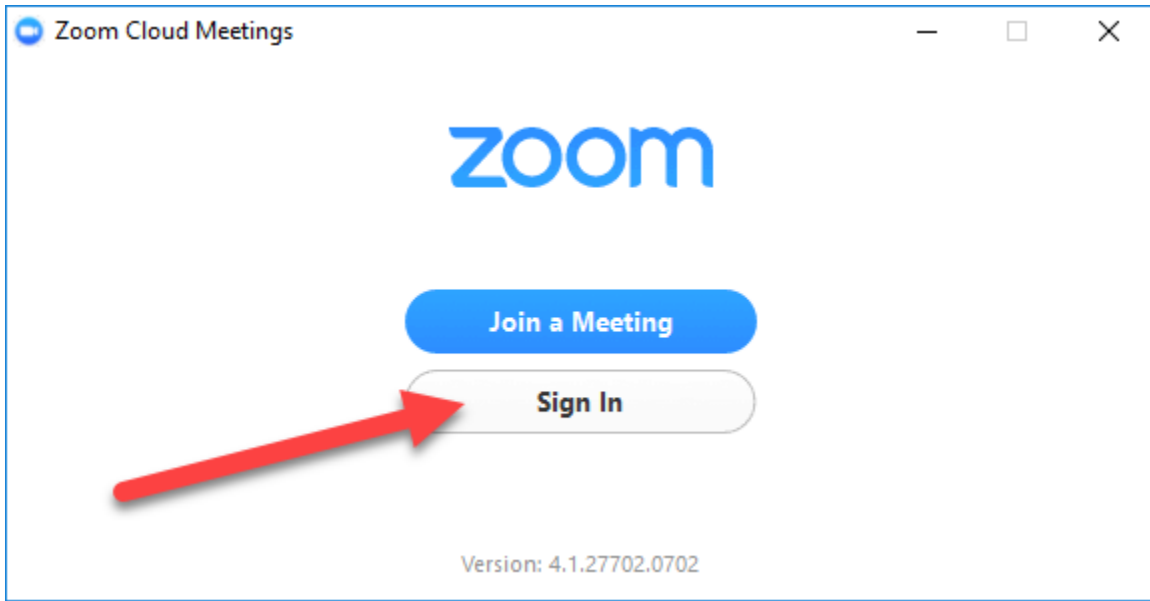 Zoom Cloud Meetings
zoom
Join a Meeting
Sign In
Version: 4.1.27702.0702